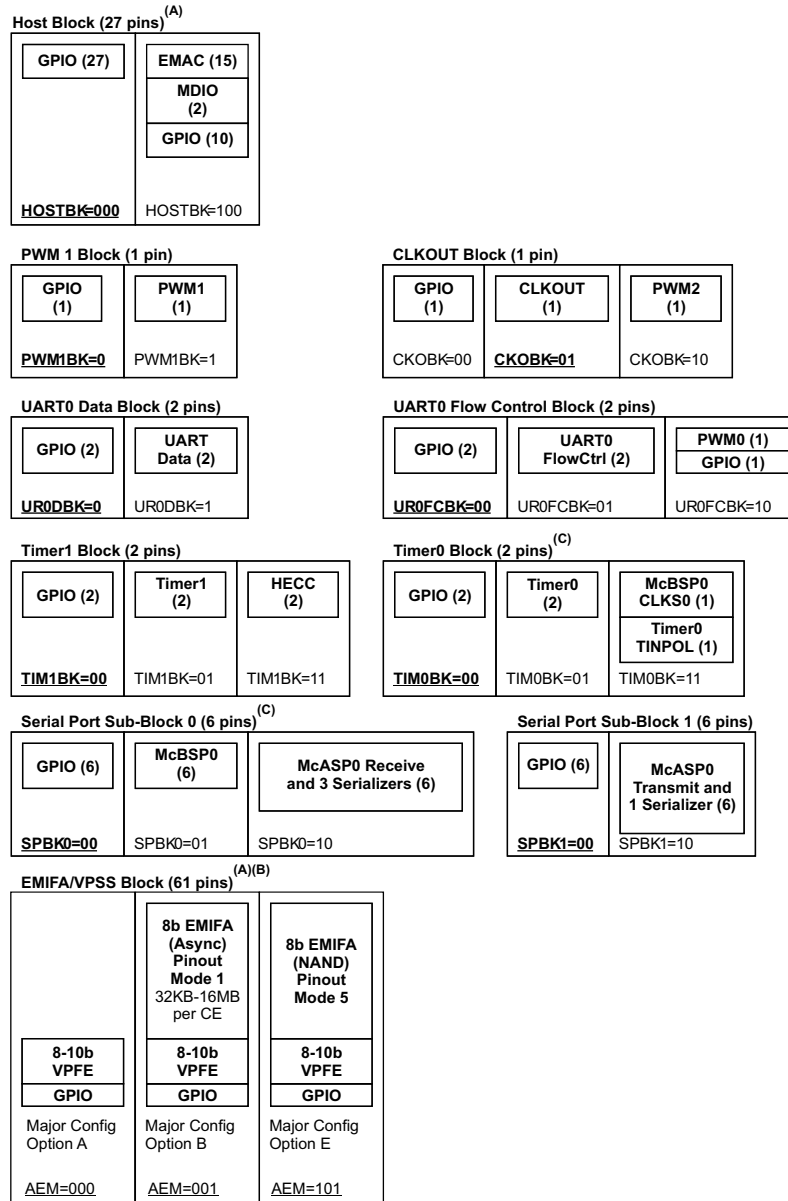 Host Block (27 pins)(A)
GPIO (27)
EMAC (15)
MDIO
(2)
GPIO (10)
HOSTBK=000
HOSTBK=100
PWM 1 Block (1 pin)
GPIO
(1)
PWM1
(1)
PWM1BK=0
PWM1BK=1
CLKOUT Block (1 pin)
GPIO
(1)
CLKOUT
(1)
PWM2
(1)
CKOBK=00
CKOBK=01
CKOBK=10
UART0 Data Block (2 pins)
GPIO (2)
UART
Data (2)
UR0DBK=0
UR0DBK=1
UART0 Flow Control Block (2 pins)
GPIO (2)
UART0
FlowCtrl (2)
PWM0 (1)
GPIO (1)
UR0FCBK=00
UR0FCBK=01
UR0FCBK=10
Timer1 Block (2 pins)
GPIO (2)
Timer1
(2)
HECC
(2)
TIM1BK=00
TIM1BK=01
TIM1BK=11
Timer0 Block (2 pins)(C)
GPIO (2)
Timer0
(2)
McBSP0
CLKS0 (1)
Timer0
TINPOL (1)
TIM0BK=00
TIM0BK=01
TIM0BK=11
Serial Port Sub-Block 0 (6 pins)(C)
GPIO (6)
McBSP0
(6)
McASP0 Receive
and 3 Serializers (6)
SPBK0=00
SPBK0=01
SPBK0=10
Serial Port Sub-Block 1 (6 pins)
GPIO (6)
McASP0
Transmit and
1 Serializer (6)
SPBK1=00
SPBK1=10
EMIFA/VPSS Block (61 pins)(A)(B)
8-10b
VPFE
GPIO
Major Config
Option A
AEM=000
8b EMIFA
(Async)
Pinout
Mode 1
32KB-16MB
per CE
8-10b
VPFE
GPIO
Major Config
Option B
AEM=001
8b EMIFA
(NAND)
Pinout
Mode 5
8-10b
VPFE
GPIO
Major Config
Option E
AEM=101